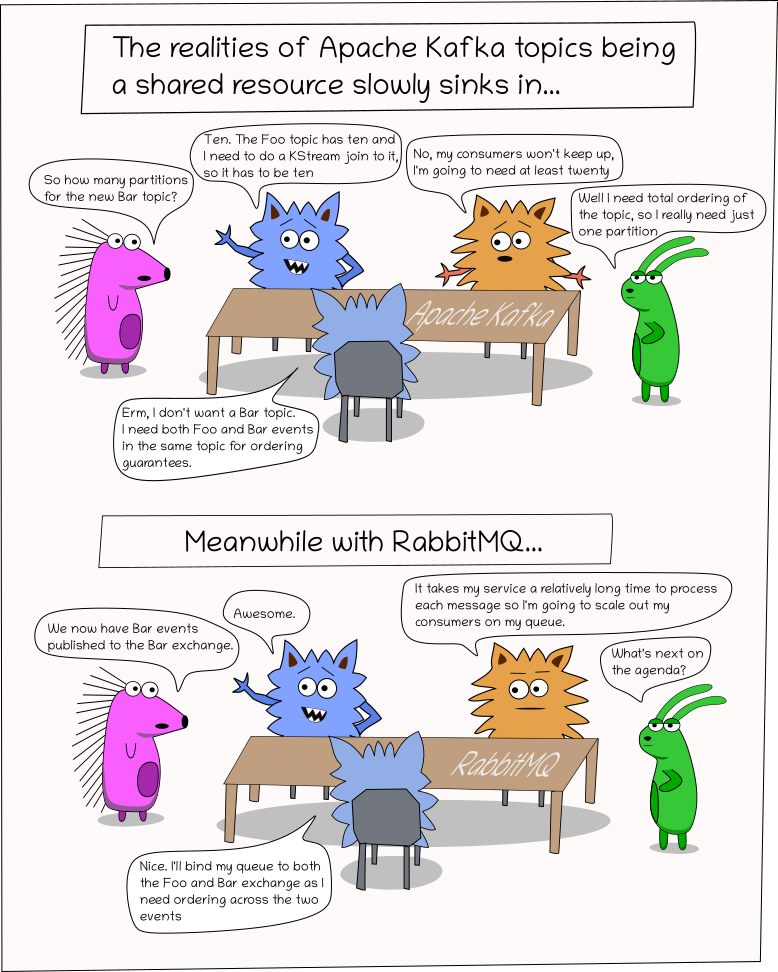 The realities of Apache Kafka topics being
a shared resource slowly sinks in...
Ten. The Foo topic has ten and
I need to do a KStream join to it,
so it has to be ten
No, my consumers won't keep up,
I'm going to need at least twenty
So how many partitions
for the new Bar topic?
Well I need total ordering of
the topic, so I really need just
one partition
Apache Kafka
Erm, I don't want a Bar topic.
I need both Foo and Bar events
in the same topic for ordering
guarantees.
Meanwhile with RabbitMQ...
It takes my service a relatively long time to process
each message so I'm going to scale out my
consumers on my queue.
Awesome.
We now have Bar events
published to the Bar exchange.
What's next on
the agenda?
RabbitMQ
Nice. I'll bind my queue to both
the Foo and Bar exchange as I
need ordering across the two
events